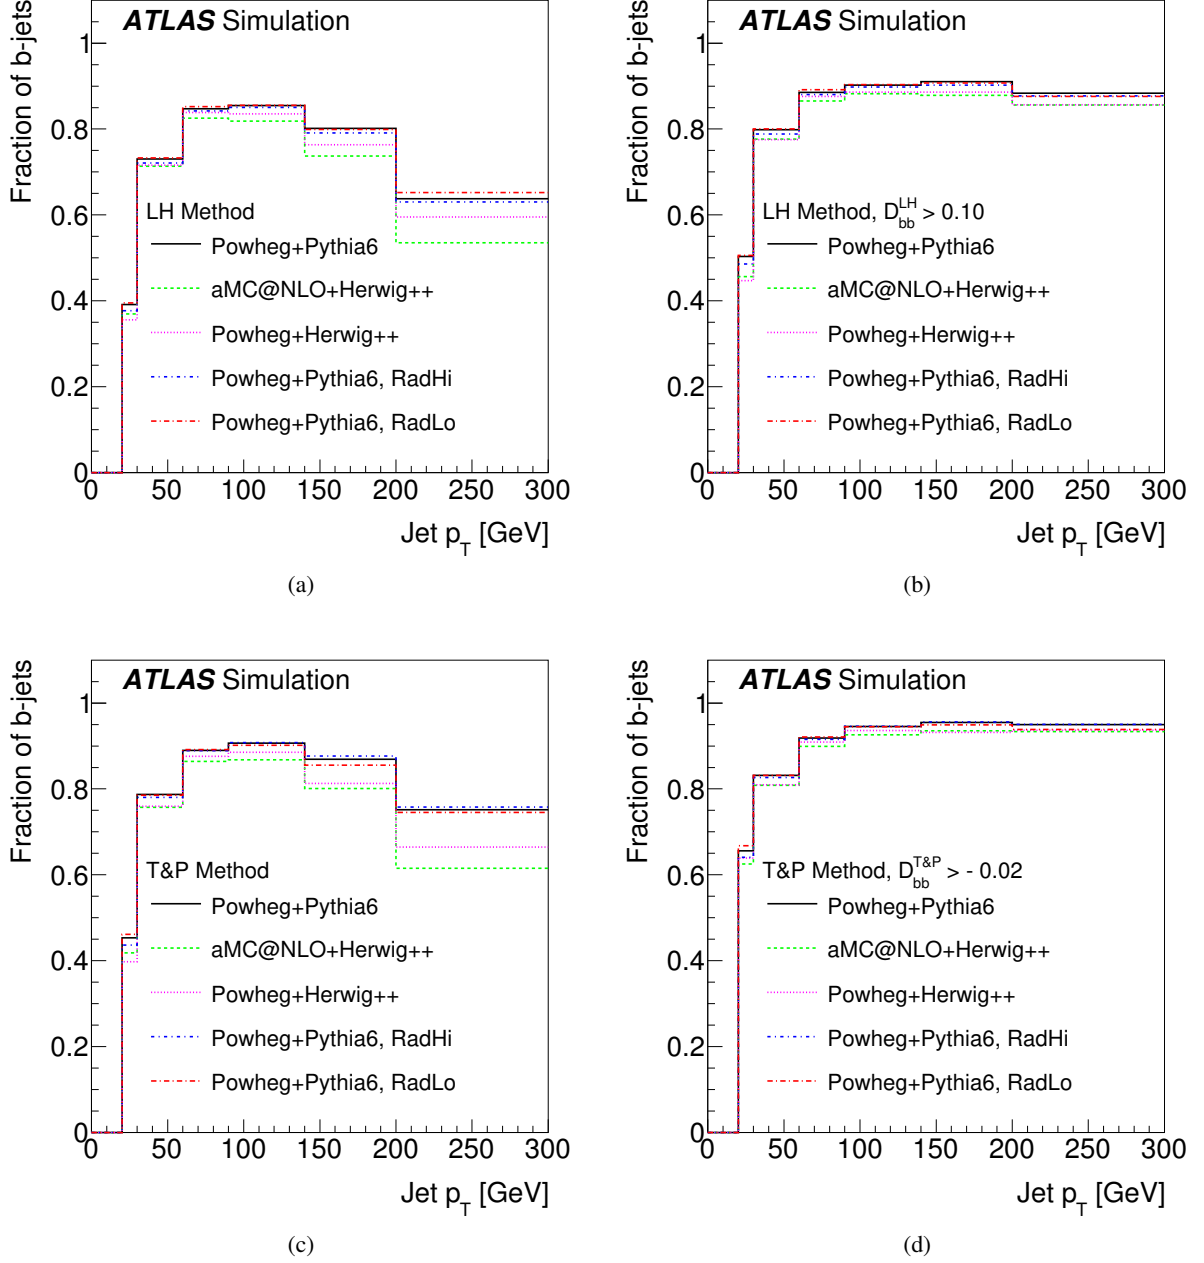 ATLAS Simulation
Fraction of b-jets
1
0.8
0.6
0.4
0.2
0
LH Method
Powheg+Pythia6
aMC@NLO+Herwig++
Powheg+Herwig++
Powheg+Pythia6, RadHi
Powheg+Pythia6, RadLo
0 50 100 150 200 250 300
Jet p_T [GeV]
(a)
ATLAS Simulation
Fraction of b-jets
1
0.8
0.6
0.4
0.2
0
LH Method, D_bb^LH > 0.10
Powheg+Pythia6
aMC@NLO+Herwig++
Powheg+Herwig++
Powheg+Pythia6, RadHi
Powheg+Pythia6, RadLo
0 50 100 150 200 250 300
Jet p_T [GeV]
(b)
ATLAS Simulation
Fraction of b-jets
1
0.8
0.6
0.4
0.2
0
T&P Method
Powheg+Pythia6
aMC@NLO+Herwig++
Powheg+Herwig++
Powheg+Pythia6, RadHi
Powheg+Pythia6, RadLo
0 50 100 150 200 250 300
Jet p_T [GeV]
(c)
ATLAS Simulation
Fraction of b-jets
1
0.8
0.6
0.4
0.2
0
T&P Method, D_bb^T&P > - 0.02
Powheg+Pythia6
aMC@NLO+Herwig++
Powheg+Herwig++
Powheg+Pythia6, RadHi
Powheg+Pythia6, RadLo
0 50 100 150 200 250 300
Jet p_T [GeV]
(d)